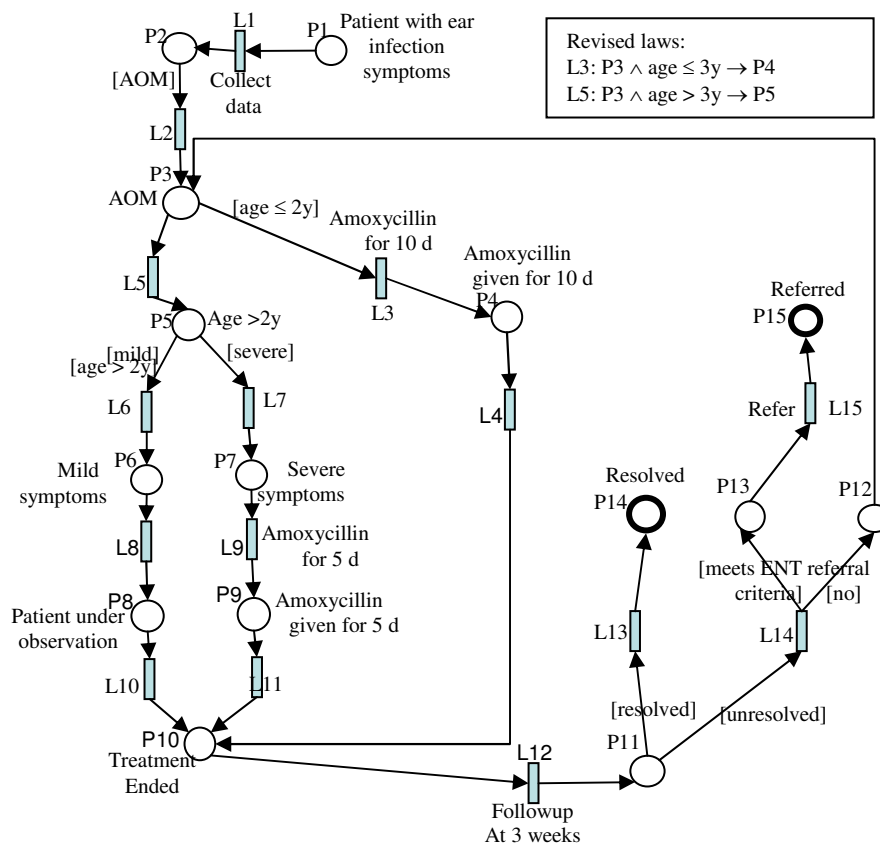 L1
P2
P1
Patient with ear
infection
symptoms
[AOM]
Collect
data
Revised laws:
L3: P3 ∧ age ≤ 3y → P4
L5: P3 ∧ age > 3y → P5
L2
P3
AOM
[age ≤ 2y]
Amoxycillin
for 10 d
L5
L3
Amoxycillin
given for 10 d
P4
P5
Age >2y
[mild]
[age > 2y]
[severe]
L6
L7
L4
Referred
P15
Refer
L15
P6
Mild
symptoms
P7
Severe
symptoms
Resolved
P14
P13
P12
L8
L9
Amoxycillin
for 5 d
[meets ENT referral
criteria]
[no]
P8
Patient under
observation
P9
Amoxycillin
given for 5 d
L13
L14
L10
L11
[resolved]
[unresolved]
P10
Treatment
Ended
P11
L12
Followup
At 3 weeks